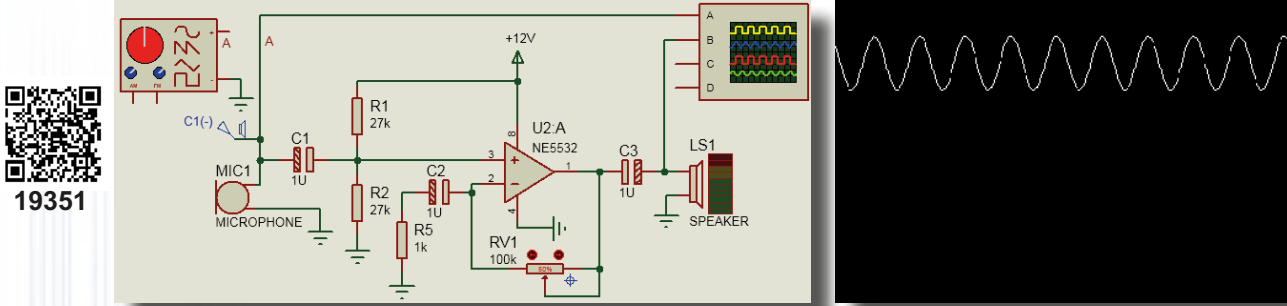 19351
AM
FM
+
-
A
A
C1(-)
MIC1
MICROPHONE
C1
1U
R1
27k
R2
27k
C2
1U
R5
1k
+12V
U2:A
NE5532
8
3
2
1
4
+
−
RV1
100k
50%
C3
1U
LS1
SPEAKER
A
B
C
D